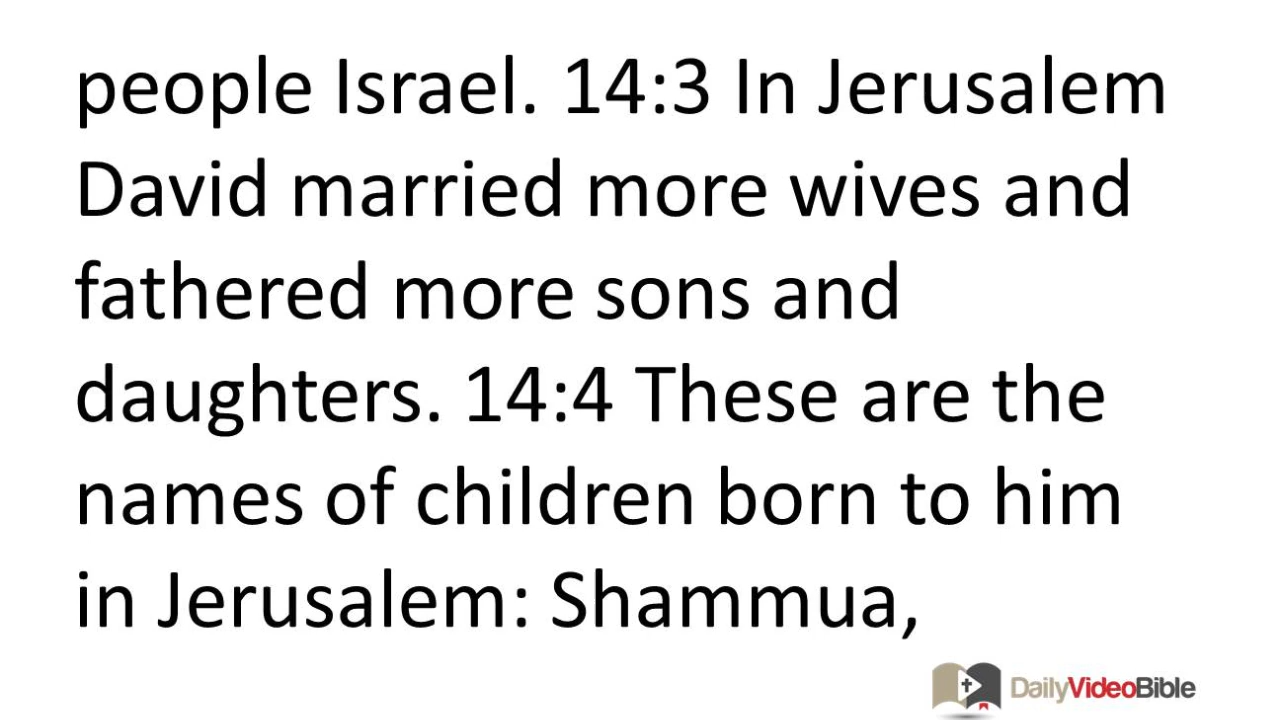 people Israel. 14:3 In Jerusalem
David married more wives and
fathered more sons and
daughters. 14:4 These are the
names of children born to him
in Jerusalem: Shammua,
DailyVideoBible